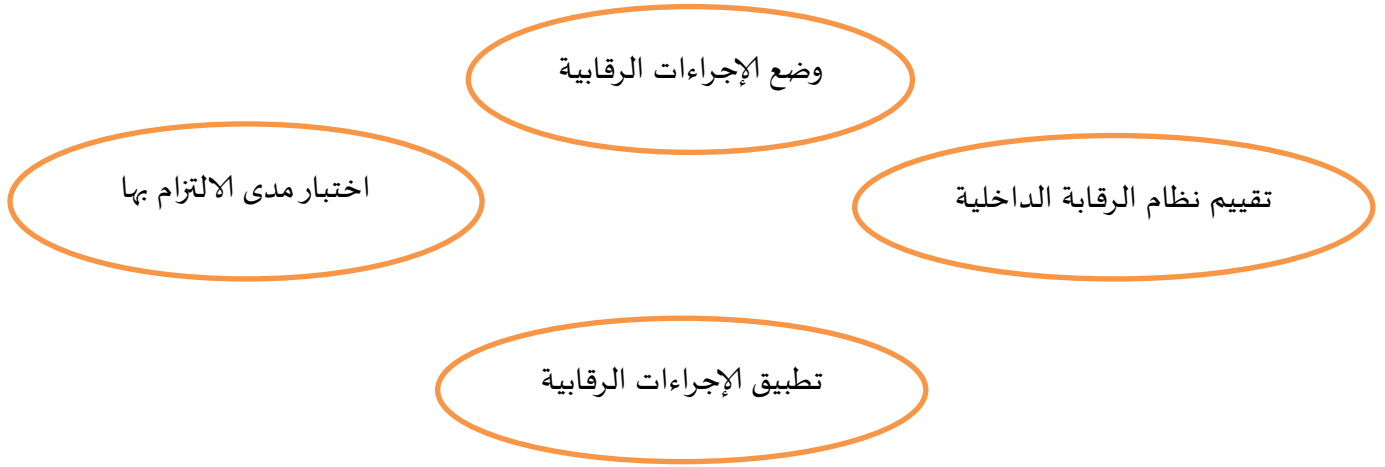 وضع الإجراءات الرقابية
تقييم نظام الرقابة الداخلية
اختبار مدى الالتزام بها
تطبيق الإجراءات الرقابية